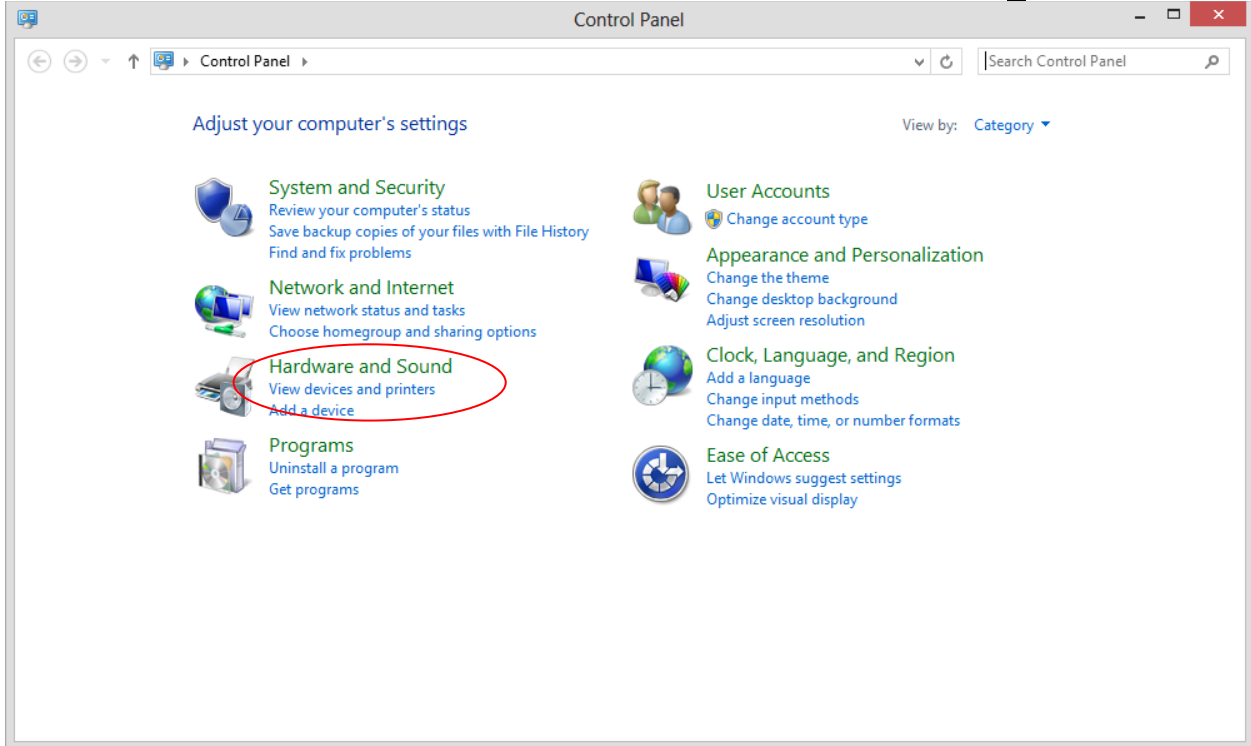 Control Panel
Control Panel
Search Control Panel
Adjust your computer's settings
View by: Category
System and Security
Review your computer's status
Save backup copies of your files with File History
Find and fix problems
Network and Internet
View network status and tasks
Choose homegroup and sharing options
Hardware and Sound
View devices and printers
Add a device
Programs
Uninstall a program
Get programs
User Accounts
Change account type
Appearance and Personalization
Change the theme
Change desktop background
Adjust screen resolution
Clock, Language, and Region
Add a language
Change input methods
Change date, time, or number formats
Ease of Access
Let Windows suggest settings
Optimize visual display